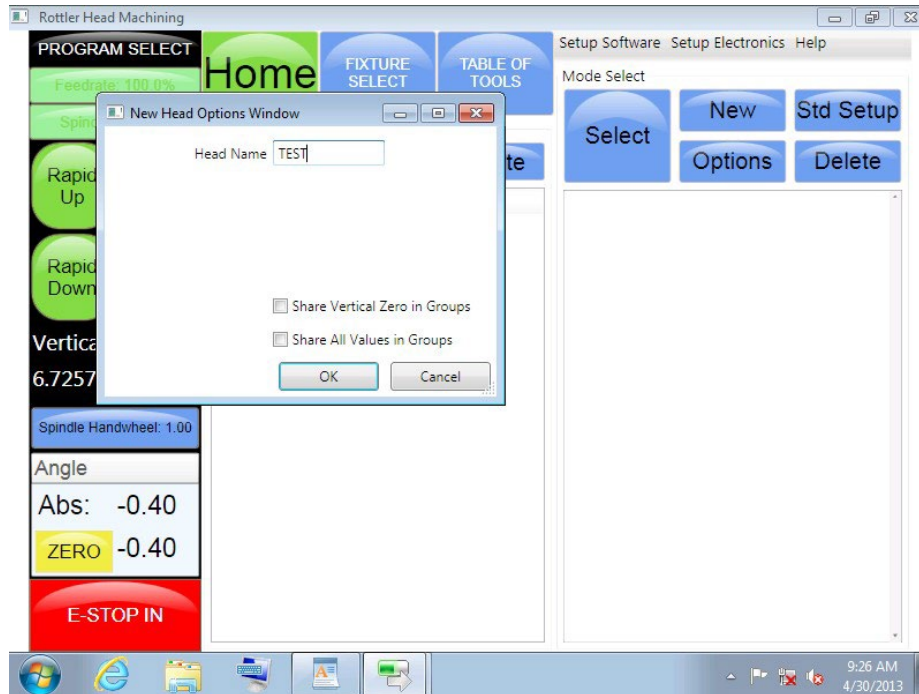 Rottler Head Machining
PROGRAM SELECT
Feedrate: 100.0%
Home
FIXTURE
SELECT
TABLE OF
TOOLS
Setup Software Setup Electronics Help
Mode Select
Select
New
Std Setup
Options
Delete
New Head Options Window
Head Name TEST
Share Vertical Zero in Groups
Share All Values in Groups
OK
Cancel
Rapid
Up
Rapid
Down
6.7257
Spindle Handwheel: 1.00
Angle
Abs: -0.40
ZERO -0.40
E-STOP IN
9:26 AM
4/30/2013